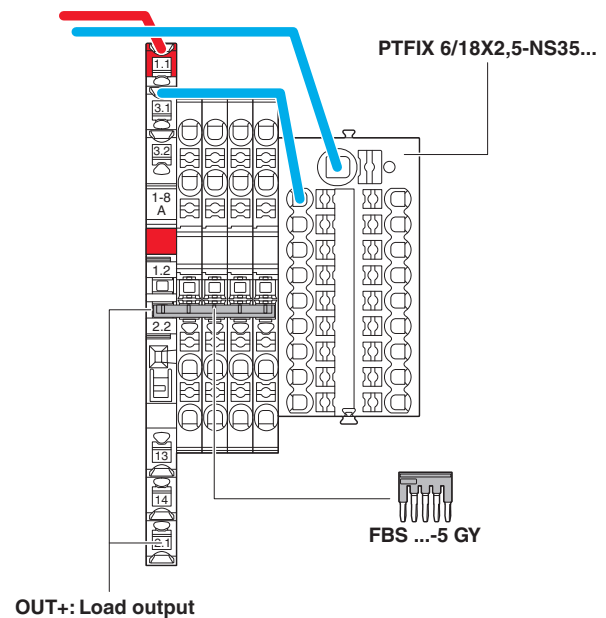 PTFIX 6/18X2,5-NS35...
1.1
3.1
3.2
1-8
A
1.2
2.2
13
14
2.1
FBS ...-5 GY
OUT+: Load output